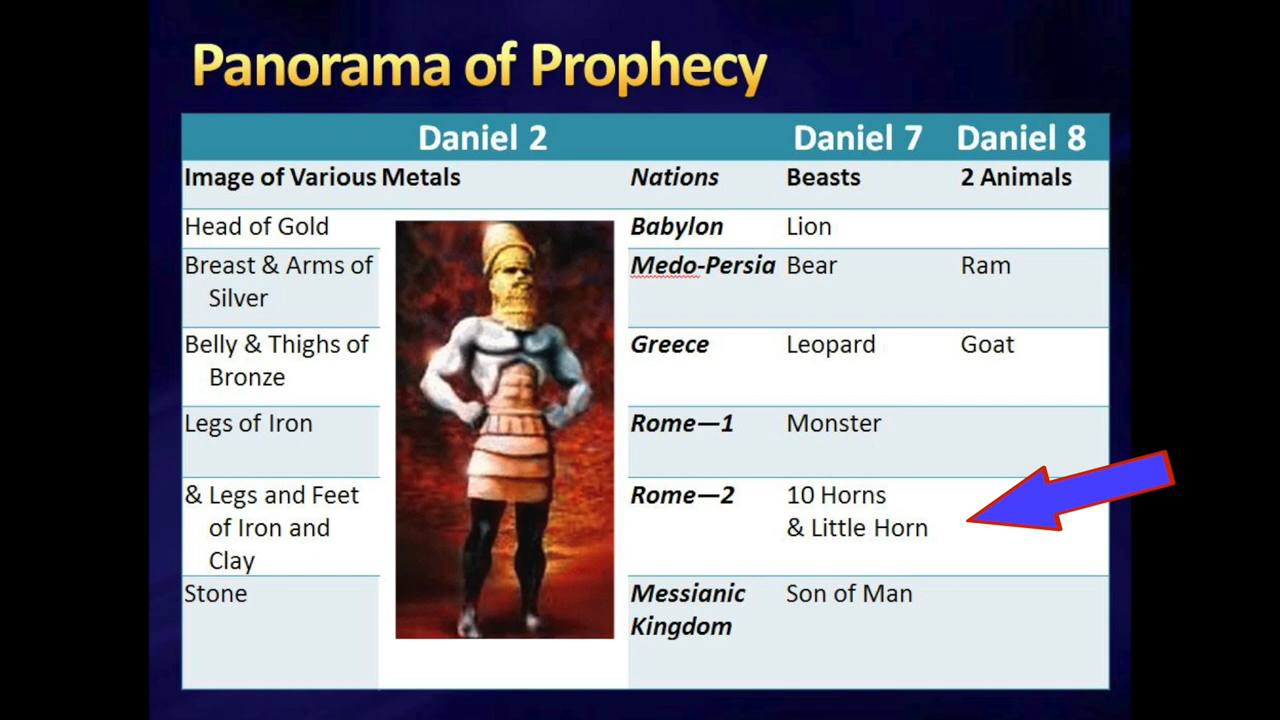 Panorama of Prophecy
Daniel 2 Daniel 7 Daniel 8
Image of Various Metals Nations Beasts 2 Animals
Head of Gold Babylon Lion
Breast & Arms of Medo-Persia Bear Ram
Silver
Belly & Thighs of Greece Leopard Goat
Bronze
Legs of Iron Rome—1 Monster
& Legs and Feet Rome—2 10 Horns
of Iron and & Little Horn
Clay
Stone Messianic Son of Man
Kingdom